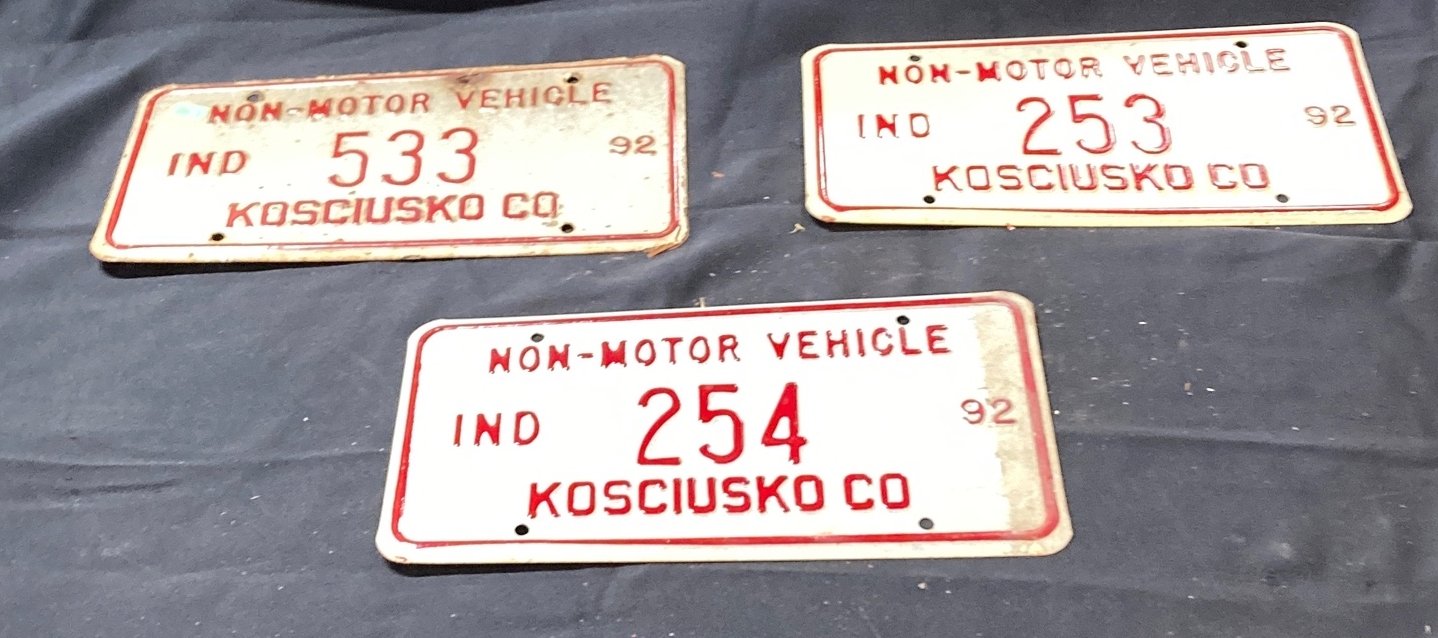 NON-MOTOR VEHICLE
IND 533 92
KOSCIUSKO CO
NON-MOTOR VEHICLE
IND 253 92
KOSCIUSKO CO
NON-MOTOR VEHICLE
IND 254 92
KOSCIUSKO CO